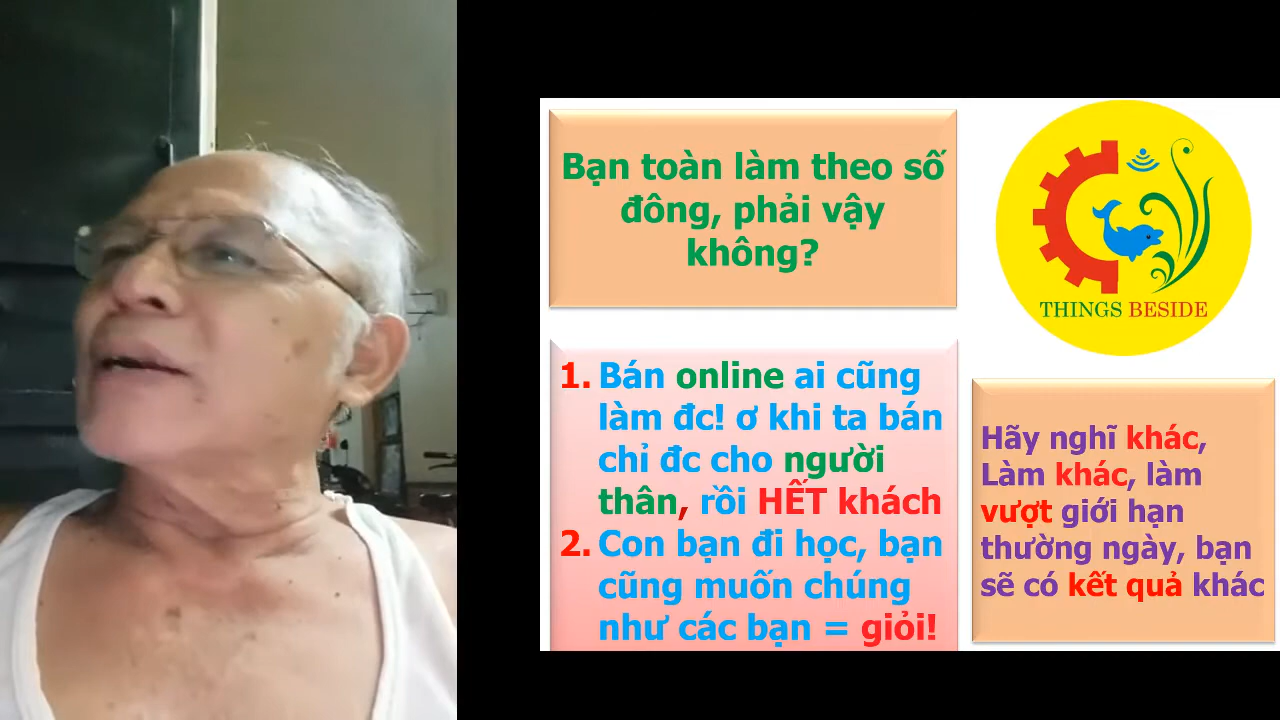 Bạn toàn làm theo số
đông, phải vậy
không?
THINGS BESIDE
1. Bán online ai cũng
làm đc! ơ khi ta bán
chỉ đc cho người
thân, rồi HẾT khách
2. Con bạn đi học, bạn
cũng muốn chúng
như các bạn = giỏi!
Hãy nghĩ khác,
Làm khác, làm
vượt giới hạn
thường ngày, bạn
sẽ có kết quả khác